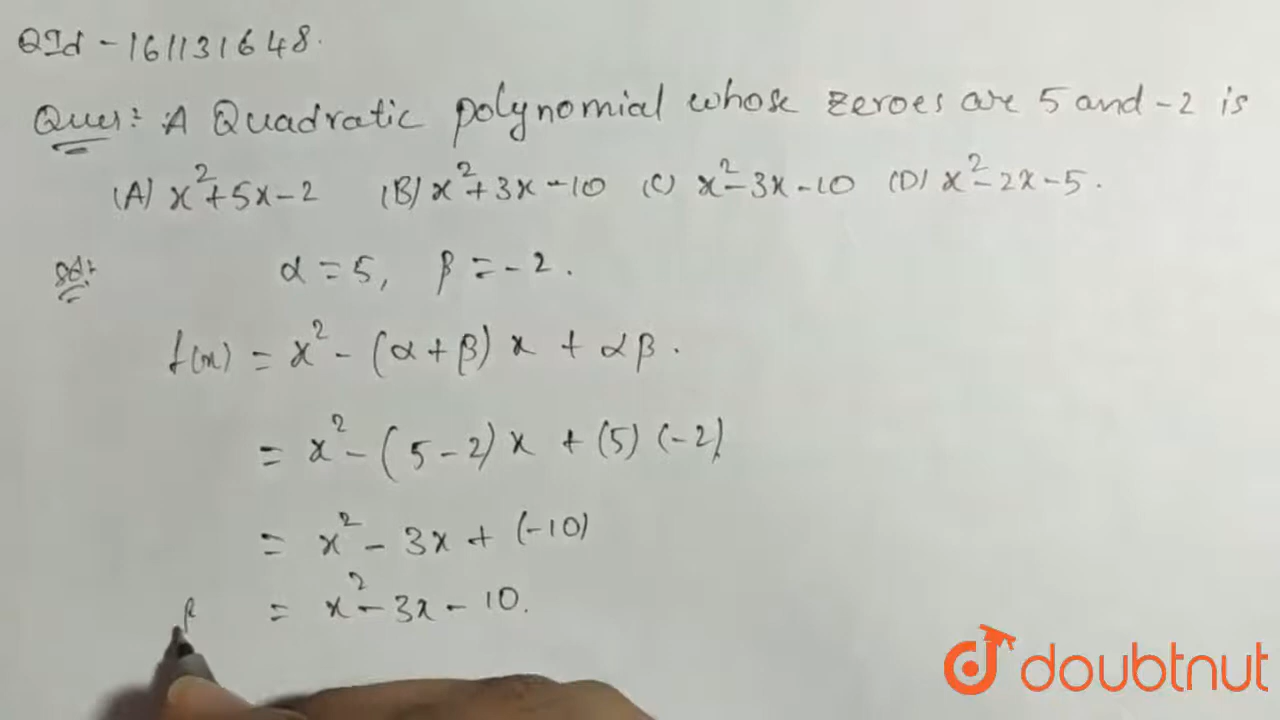 QId - 161131648.
Ques: A Quadratic polynomial whose zeroes are 5 and -2 is
(A) x²+5x-2 (B) x²+3x-10 (C) x²-3x-10 (D) x²-2x-5.
Sol: α = 5, β = -2.
f(x) = x² - (α+β) x + αβ.
= x² - (5-2) x + (5) (-2)
= x² - 3x + (-10)
= x² - 3x - 10.
doubtnut